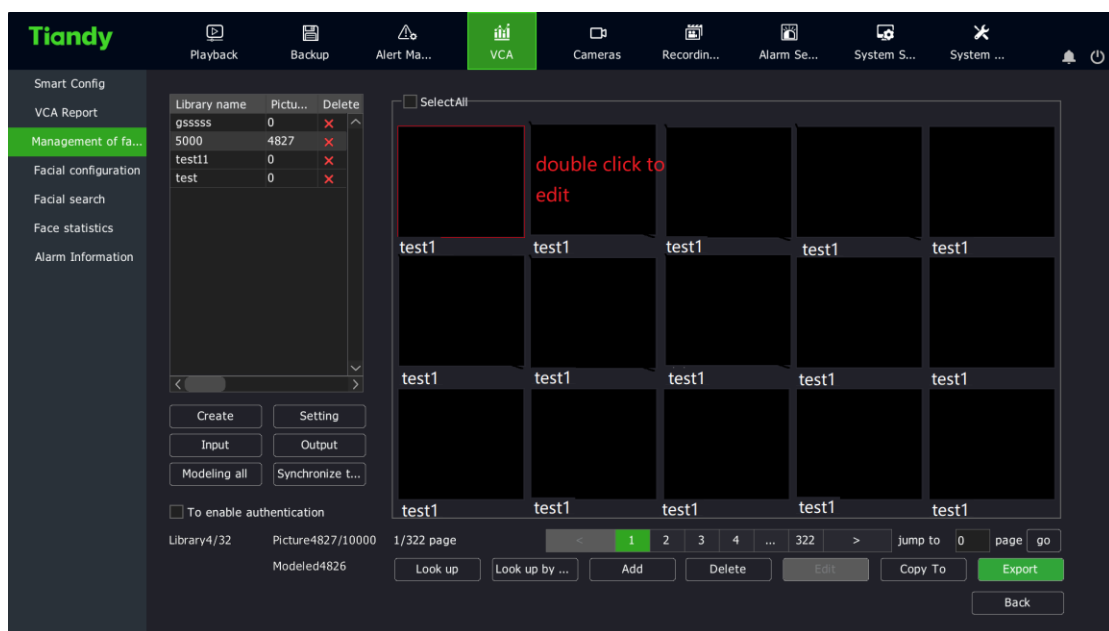 Tiandy
Playback
Backup
Alert Ma...
VCA
Cameras
Recordin...
Alarm Se...
System S...
System ...
Smart Config
VCA Report
Management of fa...
Facial configuration
Facial search
Face statistics
Alarm Information
Library name Pictu... Delete
gsssss 0
5000 4827
test11 0
test 0
Create Setting
Input Output
Modeling all Synchronize t...
To enable authentication
Library4/32 Picture4827/10000
Modeled4826
SelectAll
double click to
edit
test1 test1 test1 test1 test1
test1 test1 test1 test1 test1
test1 test1 test1 test1 test1
1/322 page < 1 2 3 4 ... 322 > jump to 0 page go
Look up Look up by ... Add Delete Edit Copy To Export
Back